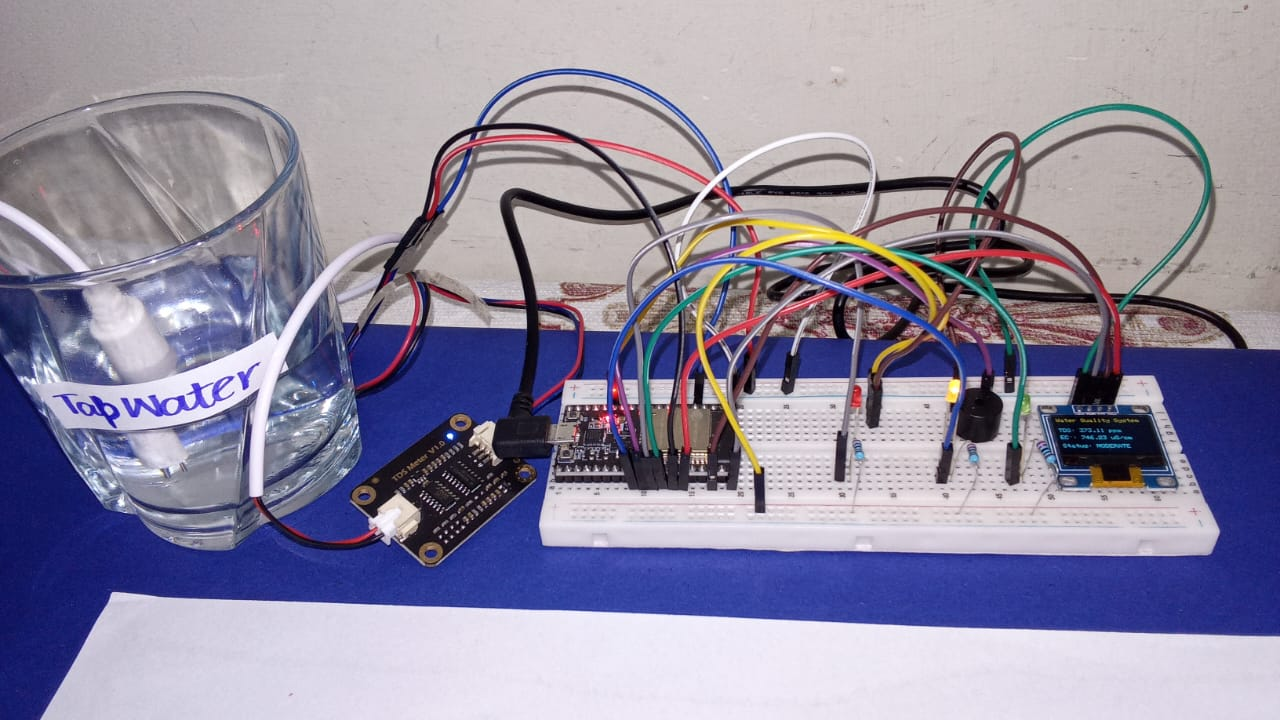 Tap Water
TDS Meter V1.0
Water Quality System
TDS: 373.11 ppm
EC : 746.23 uS/cm
Status: MODERATE